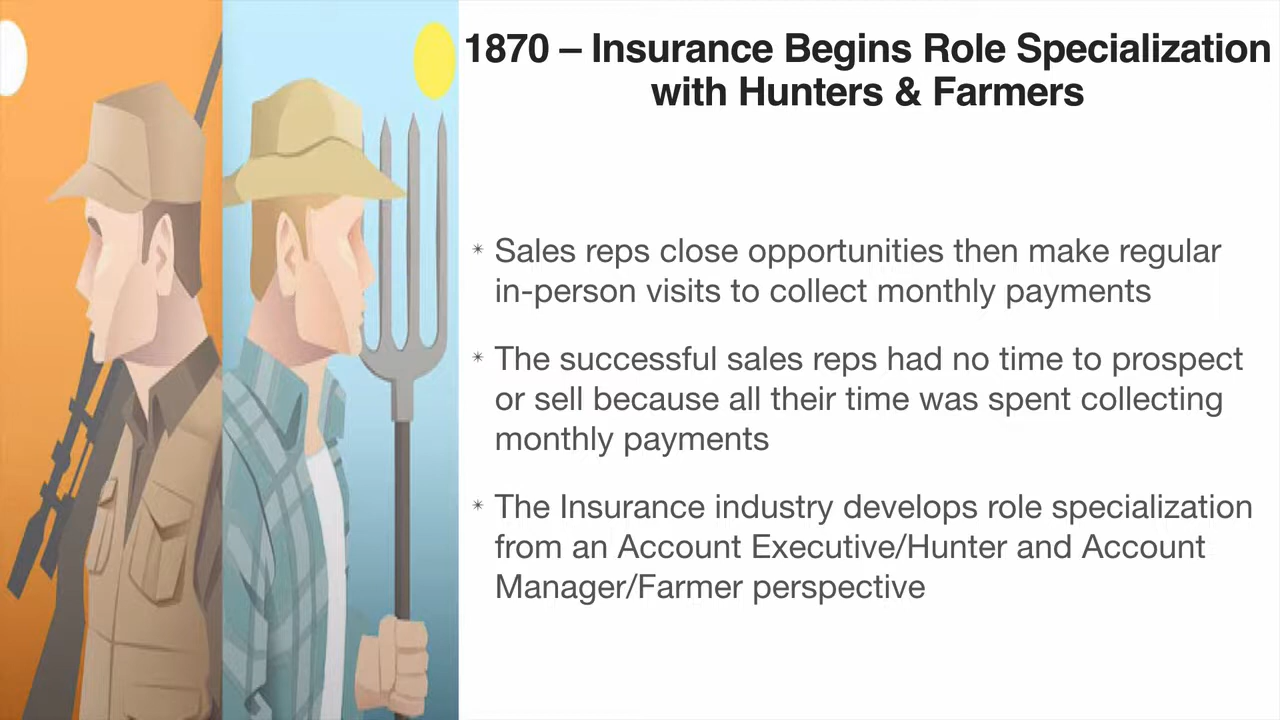 1870 – Insurance Begins Role Specialization
with Hunters & Farmers
* Sales reps close opportunities then make regular
in-person visits to collect monthly payments
* The successful sales reps had no time to prospect
or sell because all their time was spent collecting
monthly payments
* The Insurance industry develops role specialization
from an Account Executive/Hunter and Account
Manager/Farmer perspective